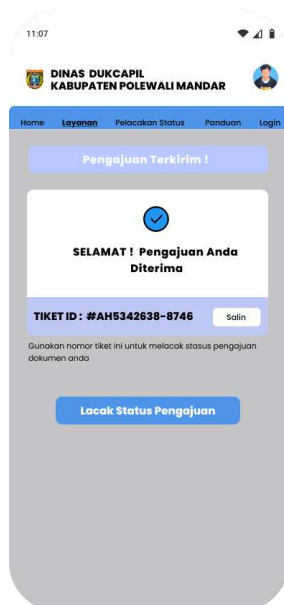 11:07
DINAS DUKCAPIL
KABUPATEN POLEWALI MANDAR
Home Layanan Pelacakan Status Panduan Login
Pengajuan Terkirim !
SELAMAT ! Pengajuan Anda
Diterima
TIKET ID : #AH5342638-8746 Salin
Gunakan nomor tiket ini untuk melacak stasus pengajuan
dokumen anda
Lacak Status Pengajuan